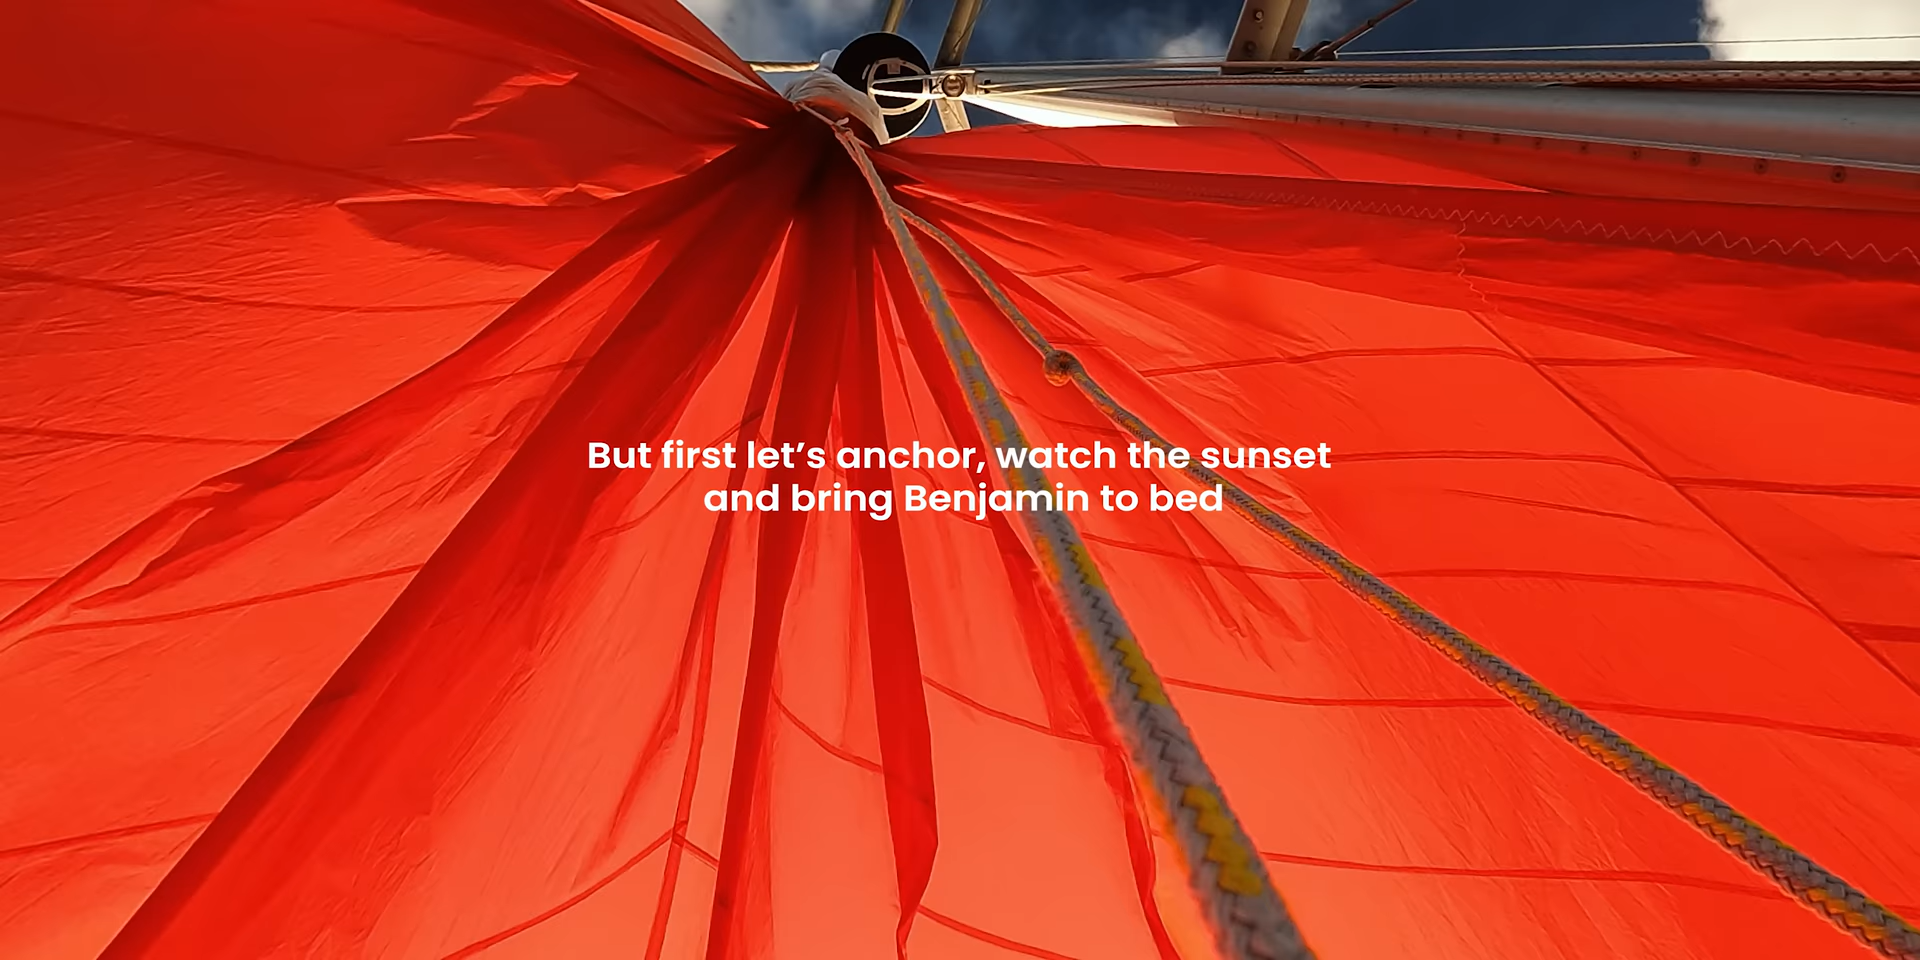 But first let’s anchor, watch the sunset
and bring Benjamin to bed